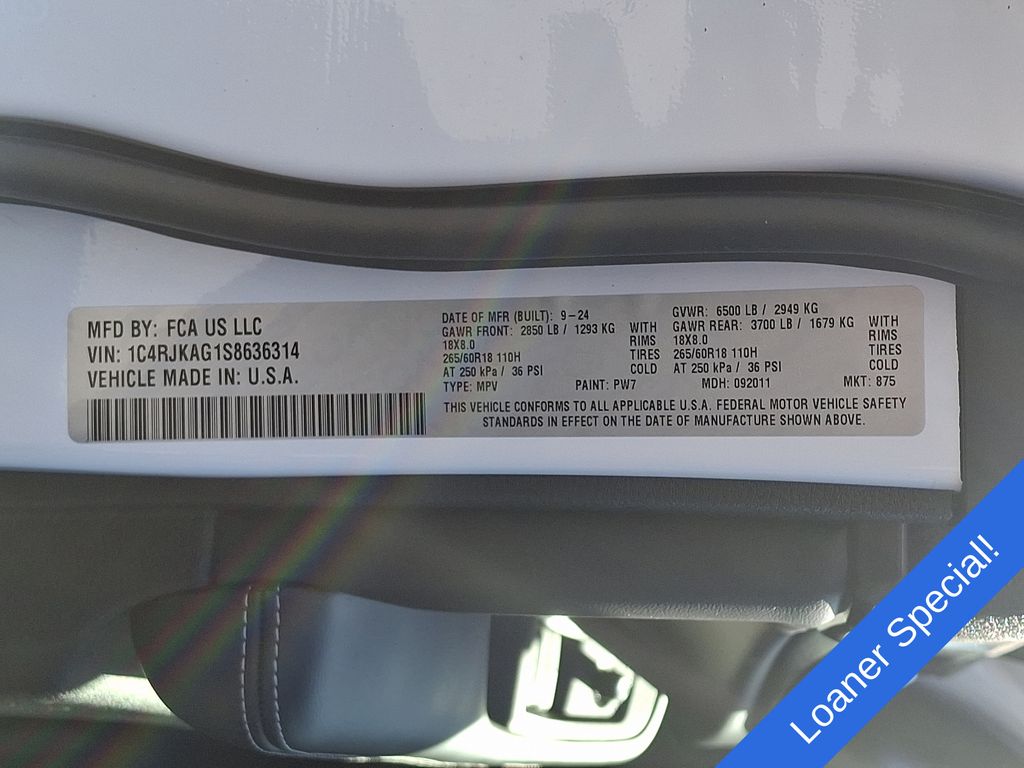 MFD BY: FCA US LLC
VIN: 1C4RJKAG1S8636314
VEHICLE MADE IN: U.S.A.
DATE OF MFR (BUILT): 9-24
GAWR FRONT: 2850 LB / 1293 KG WITH
18X8.0 RIMS
265/60R18 110H TIRES
AT 250 kPa / 36 PSI COLD
TYPE: MPV PAINT: PW7
GVWR: 6500 LB / 2949 KG
GAWR REAR: 3700 LB / 1679 KG WITH
18X8.0 RIMS
265/60R18 110H TIRES
AT 250 kPa / 36 PSI COLD
MDH: 092011 MKT: 875
THIS VEHICLE CONFORMS TO ALL APPLICABLE U.S.A. FEDERAL MOTOR VEHICLE SAFETY
STANDARDS IN EFFECT ON THE DATE OF MANUFACTURE SHOWN ABOVE.
Loaner Special!